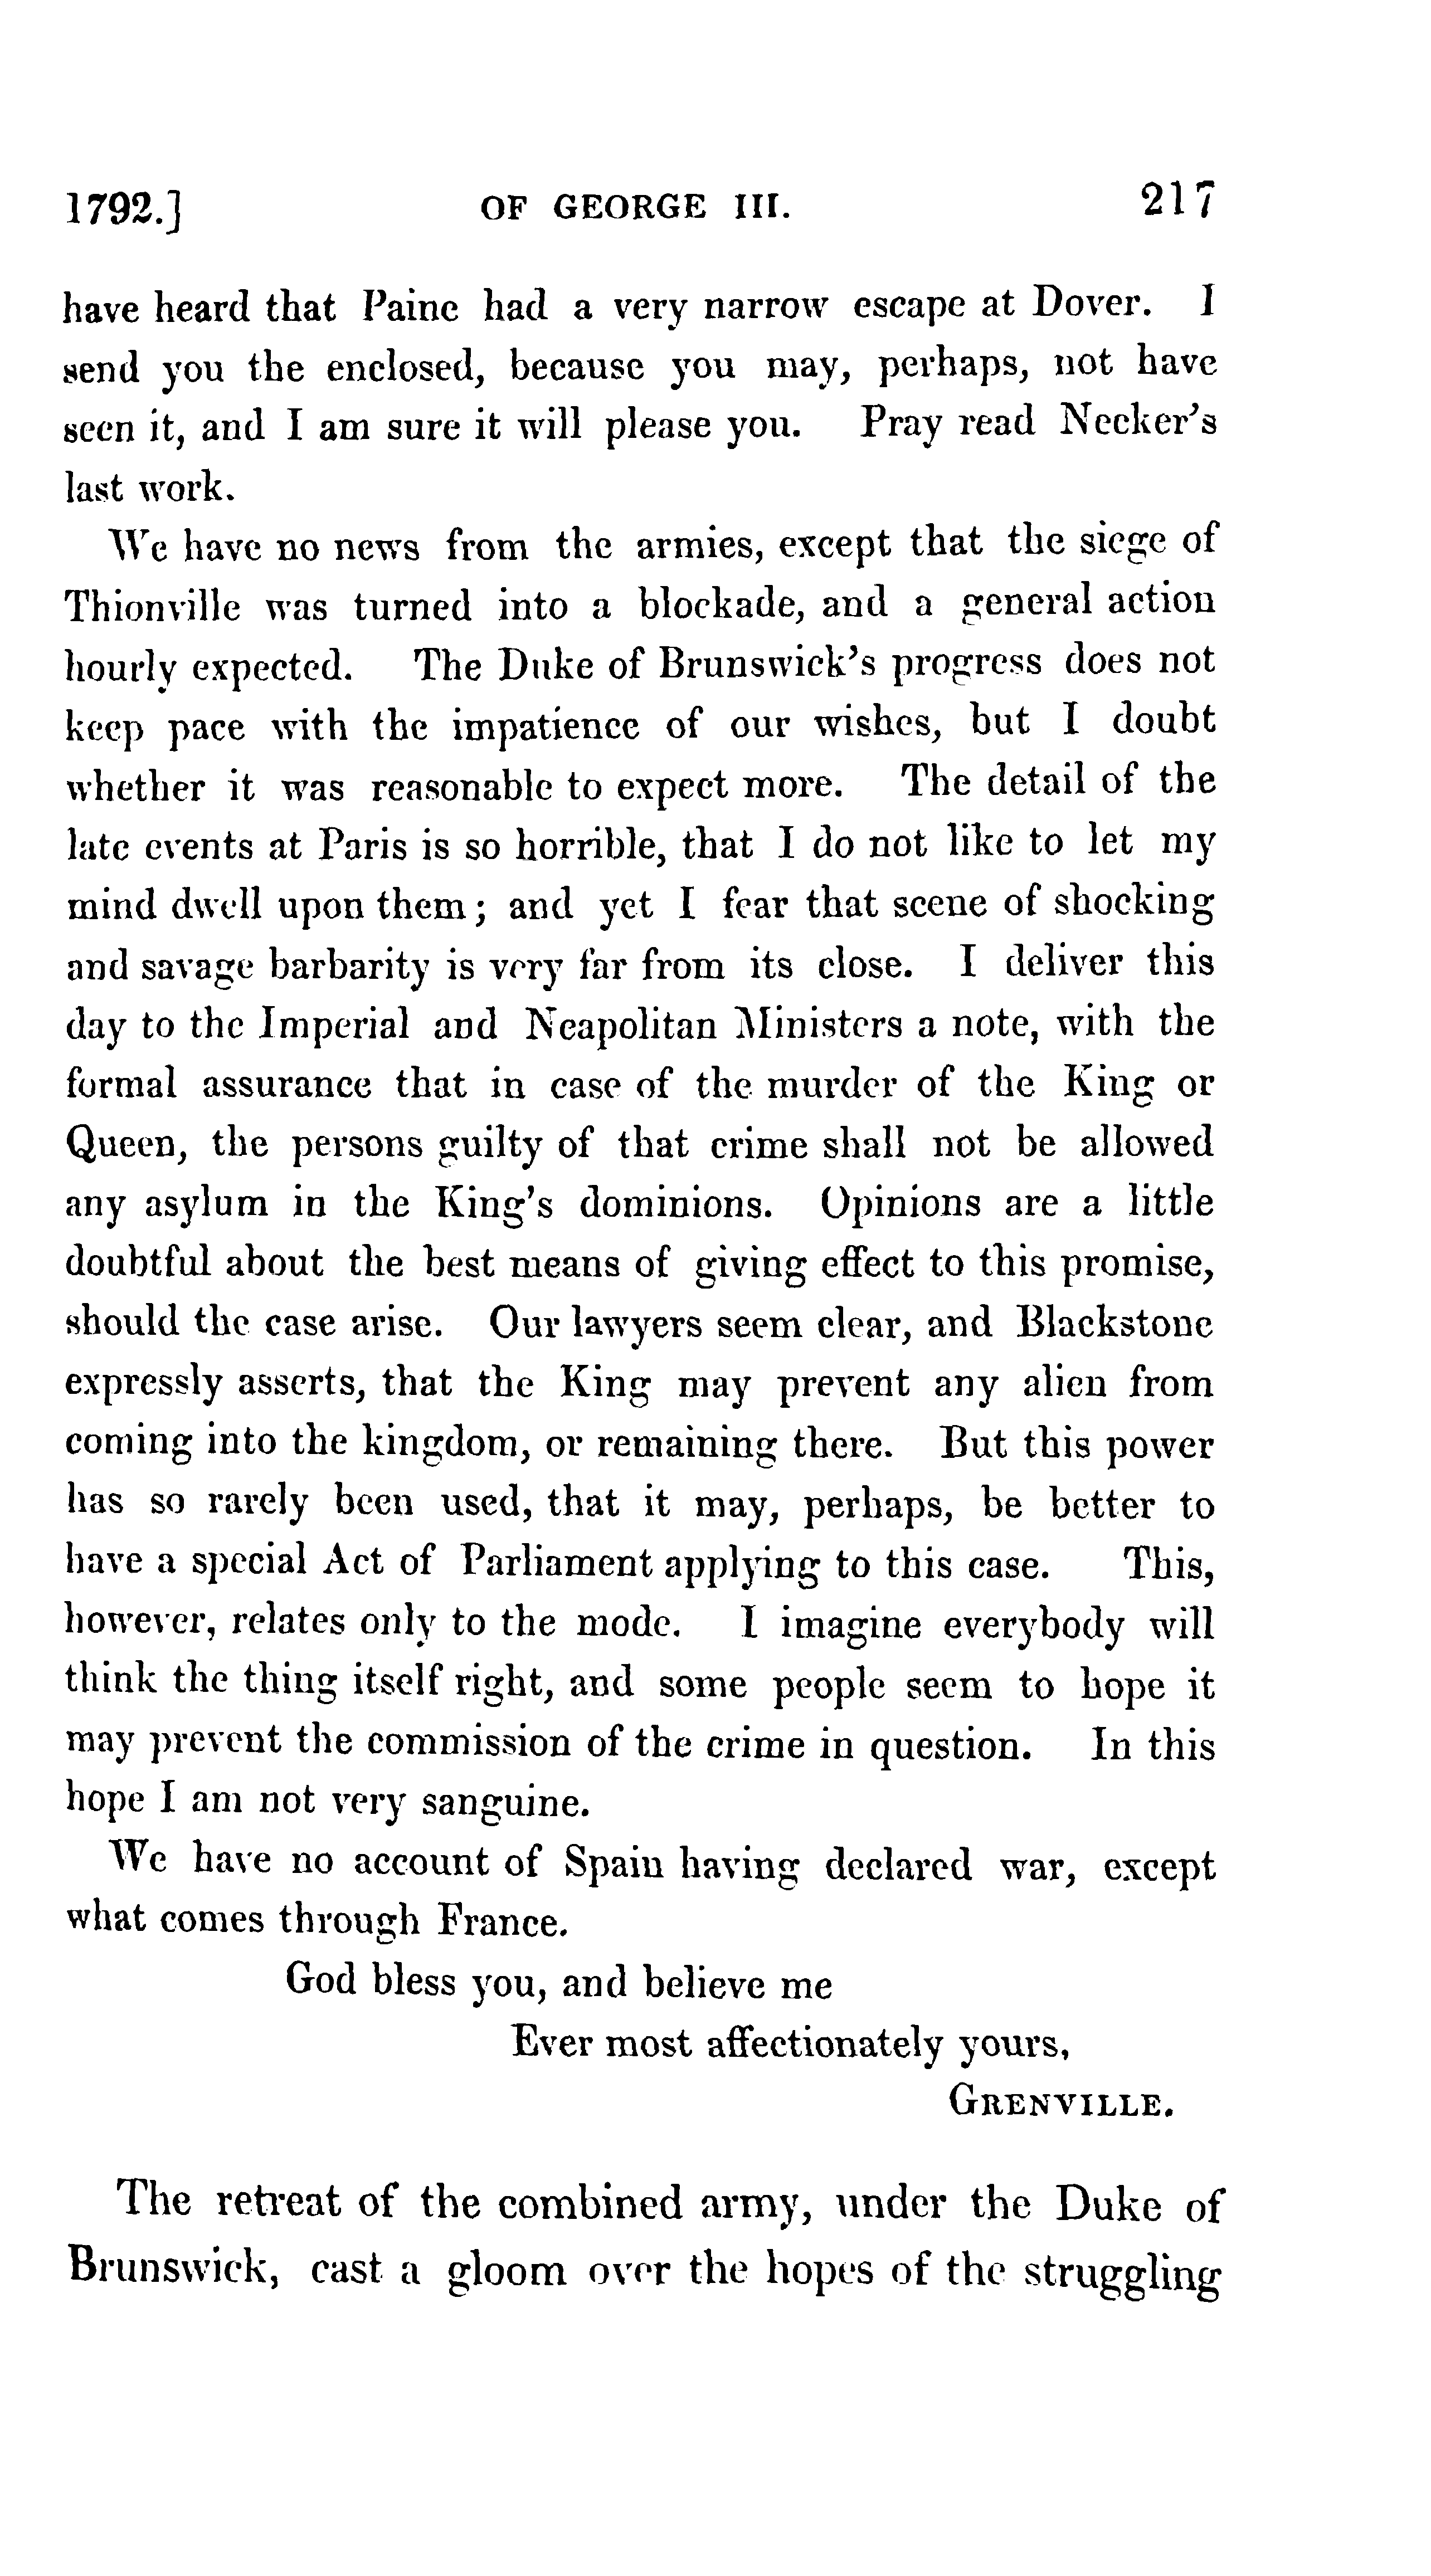 1792.] OF GEORGE III. 217
have heard that Paine had a very narrow escape at Dover. I
send you the enclosed, because you may, perhaps, not have
seen it, and I am sure it will please you. Pray read Necker's
last work.
We have no news from the armies, except that the siege of
Thionville was turned into a blockade, and a general action
hourly expected. The Duke of Brunswick's progress does not
keep pace with the impatience of our wishes, but I doubt
whether it was reasonable to expect more. The detail of the
late events at Paris is so horrible, that I do not like to let my
mind dwell upon them; and yet I fear that scene of shocking
and savage barbarity is very far from its close. I deliver this
day to the Imperial and Neapolitan Ministers a note, with the
formal assurance that in case of the murder of the King or
Queen, the persons guilty of that crime shall not be allowed
any asylum in the King's dominions. Opinions are a little
doubtful about the best means of giving effect to this promise,
should the case arise. Our lawyers seem clear, and Blackstone
expressly asserts, that the King may prevent any alien from
coming into the kingdom, or remaining there. But this power
has so rarely been used, that it may, perhaps, be better to
have a special Act of Parliament applying to this case. This,
however, relates only to the mode. I imagine everybody will
think the thing itself right, and some people seem to hope it
may prevent the commission of the crime in question. In this
hope I am not very sanguine.
We have no account of Spain having declared war, except
what comes through France.
God bless you, and believe me
Ever most affectionately yours,
GRENVILLE.
The retreat of the combined army, under the Duke of
Brunswick, cast a gloom over the hopes of the struggling